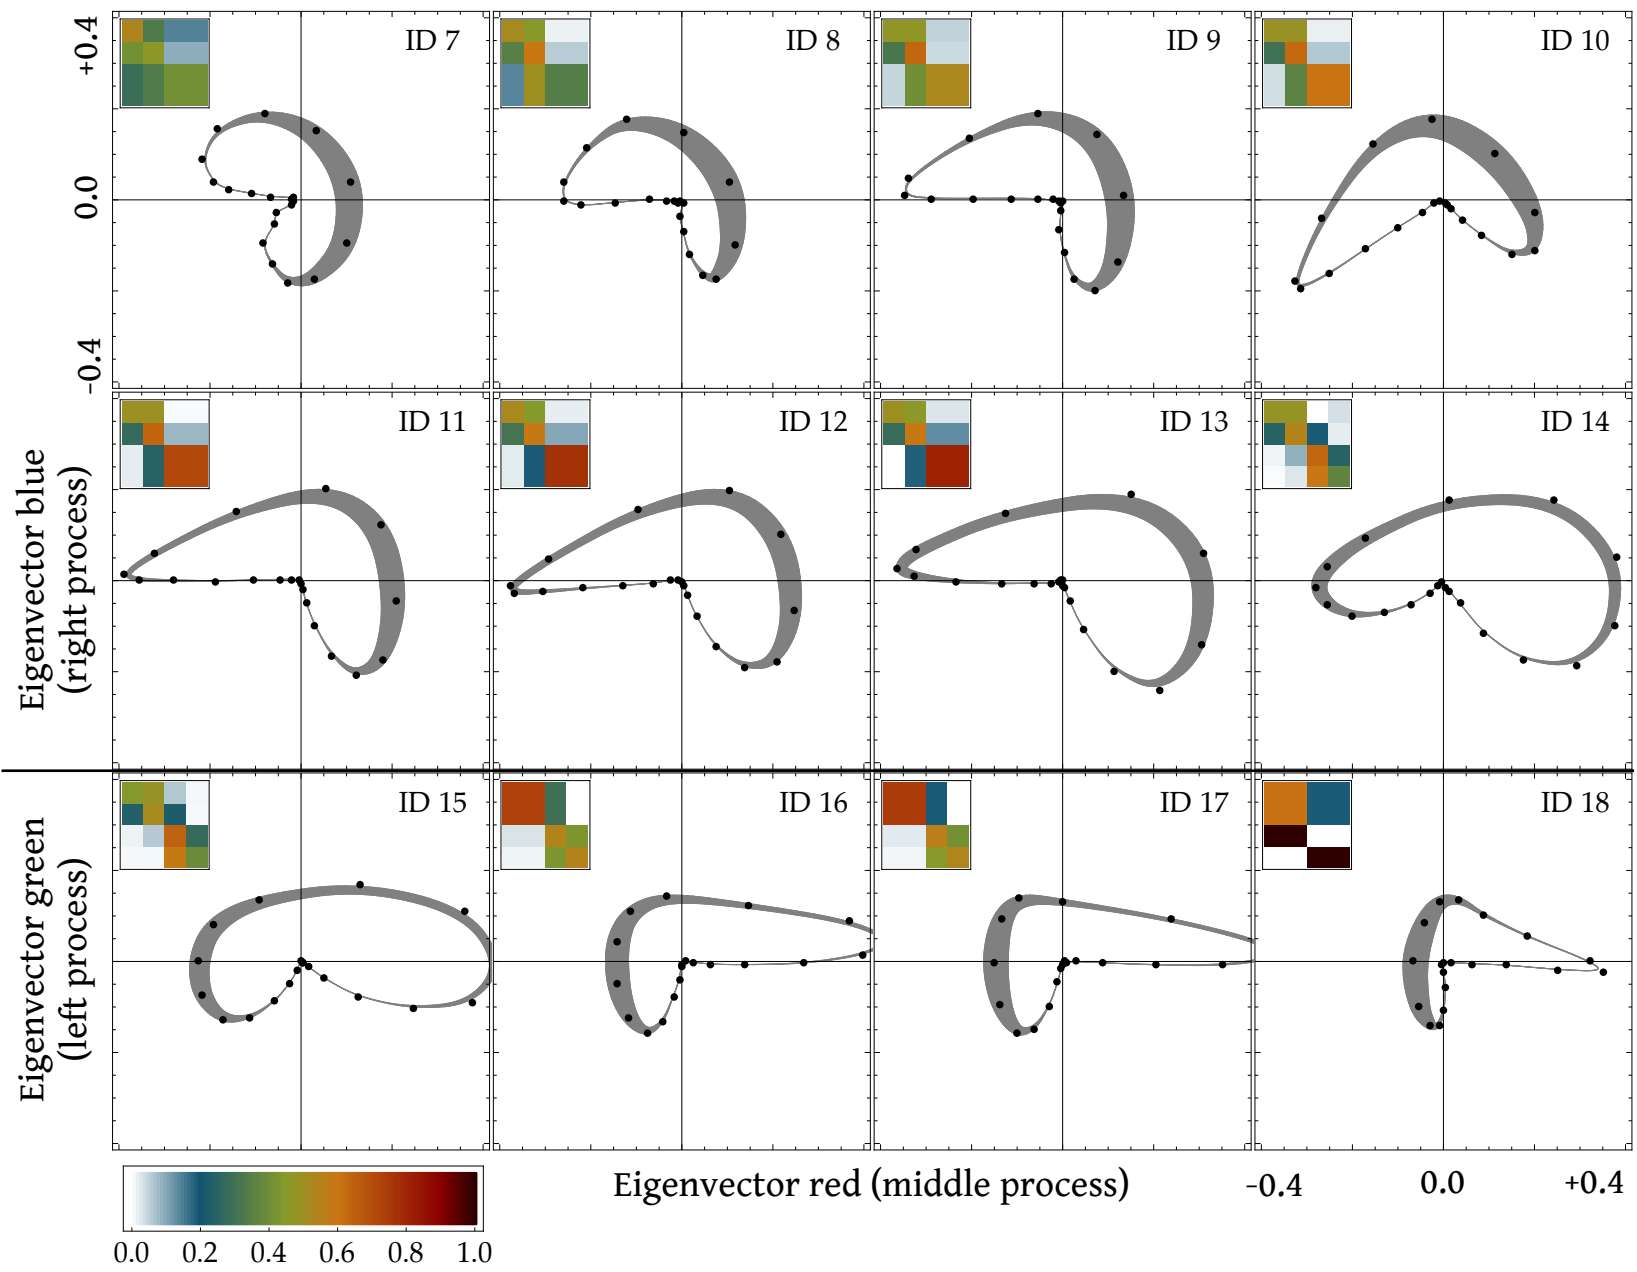 +0.4
0.0
-0.4
ID 7
ID 8
ID 9
ID 10
Eigenvector blue
(right process)
ID 11
ID 12
ID 13
ID 14
Eigenvector green
(left process)
ID 15
ID 16
ID 17
ID 18
Eigenvector red (middle process)
-0.4
0.0
+0.4
0.0 0.2 0.4 0.6 0.8 1.0